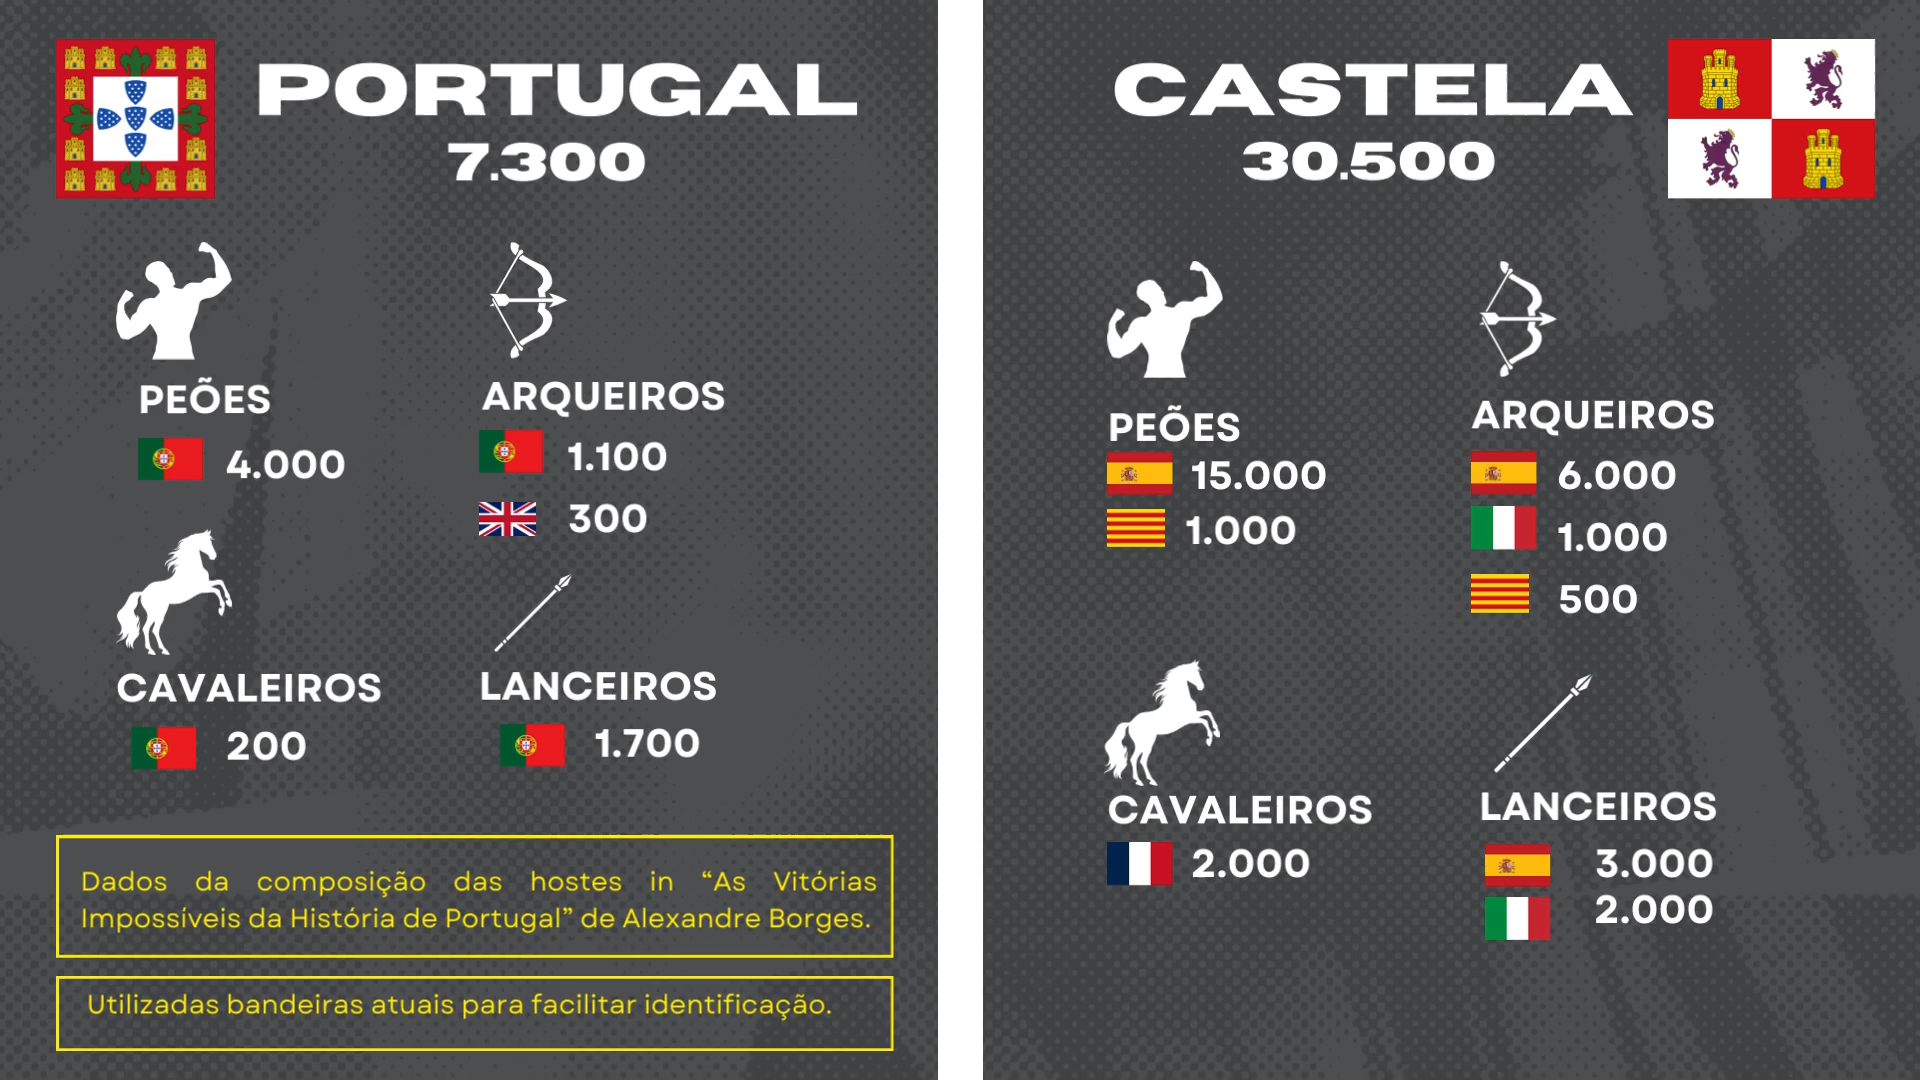 PORTUGAL
7.300
PEÕES
4.000
ARQUEIROS
1.100
300
CAVALEIROS
200
LANCEIROS
1.700
Dados da composição das hostes in “As Vitórias
Impossíveis da História de Portugal” de Alexandre Borges.
Utilizadas bandeiras atuais para facilitar identificação.
CASTELA
30.500
PEÕES
15.000
1.000
ARQUEIROS
6.000
1.000
500
CAVALEIROS
2.000
LANCEIROS
3.000
2.000